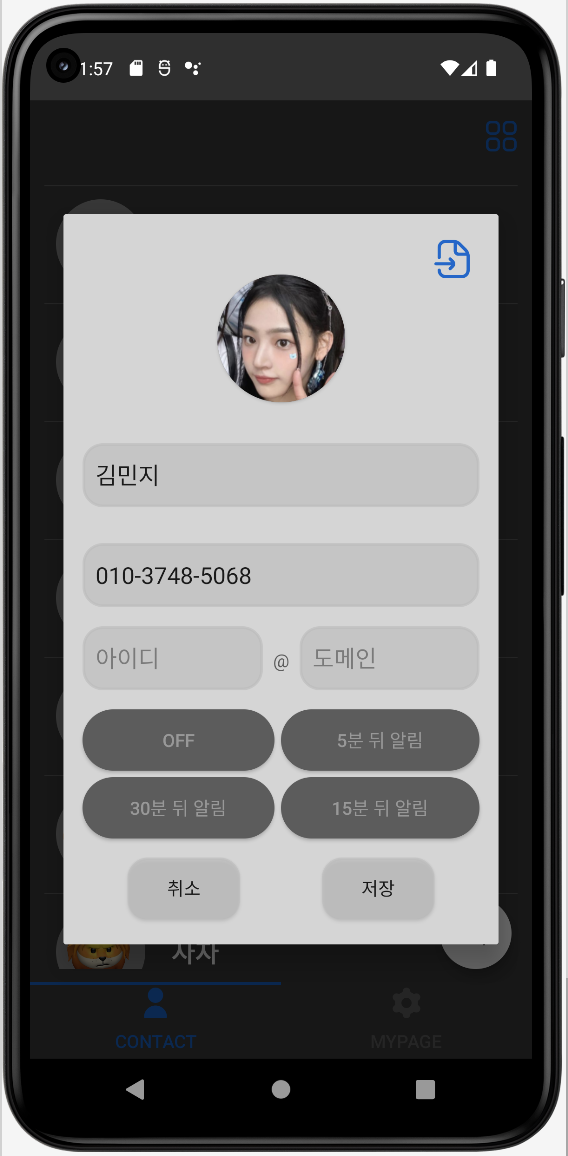 1:57
김민지
010-3748-5068
아이디 @ 도메인
OFF 5분 뒤 알림
30분 뒤 알림 15분 뒤 알림
취소 저장
CONTACT MYPAGE